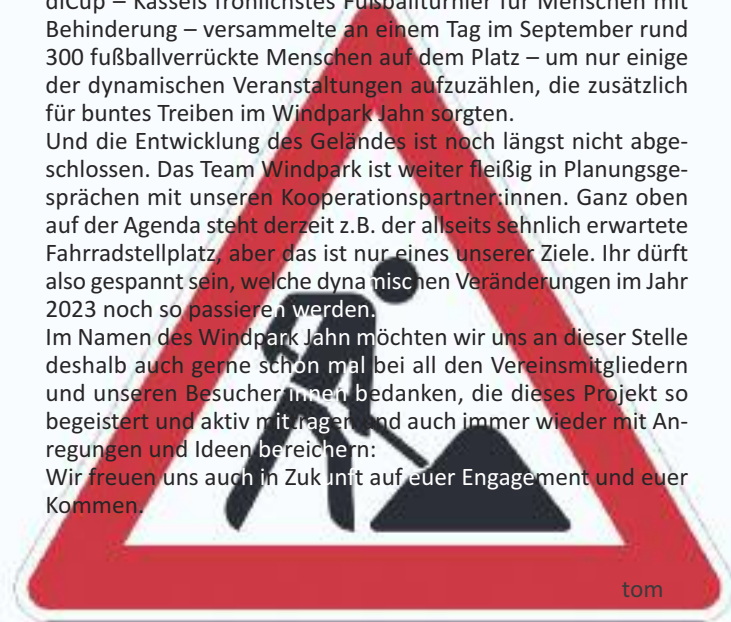 diCup – Kassels fröhlichstes Fußballturnier für Menschen mit
Behinderung – versammelte an einem Tag im September rund
300 fußballverrückte Menschen auf dem Platz – um nur einige
der dynamischen Veranstaltungen aufzuzählen, die zusätzlich
für buntes Treiben im Windpark Jahn sorgten.
Und die Entwicklung des Geländes ist noch längst nicht abge-
schlossen. Das Team Windpark ist weiter fleißig in Planungsge-
sprächen mit unseren Kooperationspartner:innen. Ganz oben
auf der Agenda steht derzeit z.B. der allseits sehnlich erwartete
Fahrradstellplatz, aber das ist nur eines unserer Ziele. Ihr dürft
also gespannt sein, welche dynamischen Veränderungen im Jahr
2023 noch so passieren werden.
Im Namen des Windpark Jahn möchten wir uns an dieser Stelle
deshalb auch gerne schon mal bei all den Vereinsmitgliedern
und unseren Besucher:innen bedanken, die dieses Projekt so
begeistert und aktiv mittragen und auch immer wieder mit An-
regungen und Ideen bereichern:
Wir freuen uns auch in Zukunft auf euer Engagement und euer
Kommen.
tom